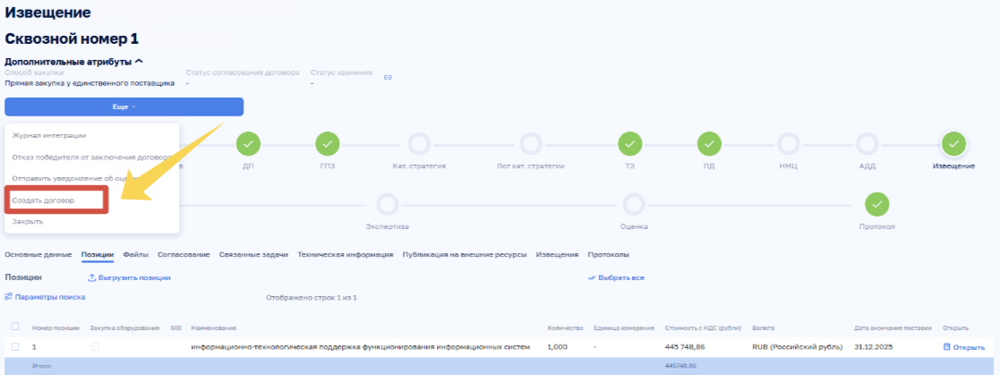 Извещение
Сквозной номер 1
Дополнительные атрибуты
Способ закупки Статус согласования договора Статус хранения
Прямая закупка у единственного поставщика - -
Еще
Журнал интеграции
Отказ победителя от заключения договора
Отправить уведомление об
Создать договор
Закрыть
ДП ГПЗ Кат. стратегия Лот кат. стратегии ТЗ ПД НМЦ АДД Извещение
Экспертиза Оценка Протокол
Основные данные Позиции Файлы Согласование Связанные задачи Техническая информация Публикация на внешние ресурсы Извещения Протоколы
Позиции Выгрузить позиции Выбрать все
Параметры поиска Отображено строк 1 из 1
Номер позиции Закупка оборудования GID Наименование Количество Единица измерения Стоимость с НДС (рубли) Валюта Дата окончания поставки Открыть
1 информационно-технологическая поддержка функционирования информационных систем 1,000 - 445 748,86 RUB (Российский рубль) 31.12.2025 Открыть
Итого: 445748.86